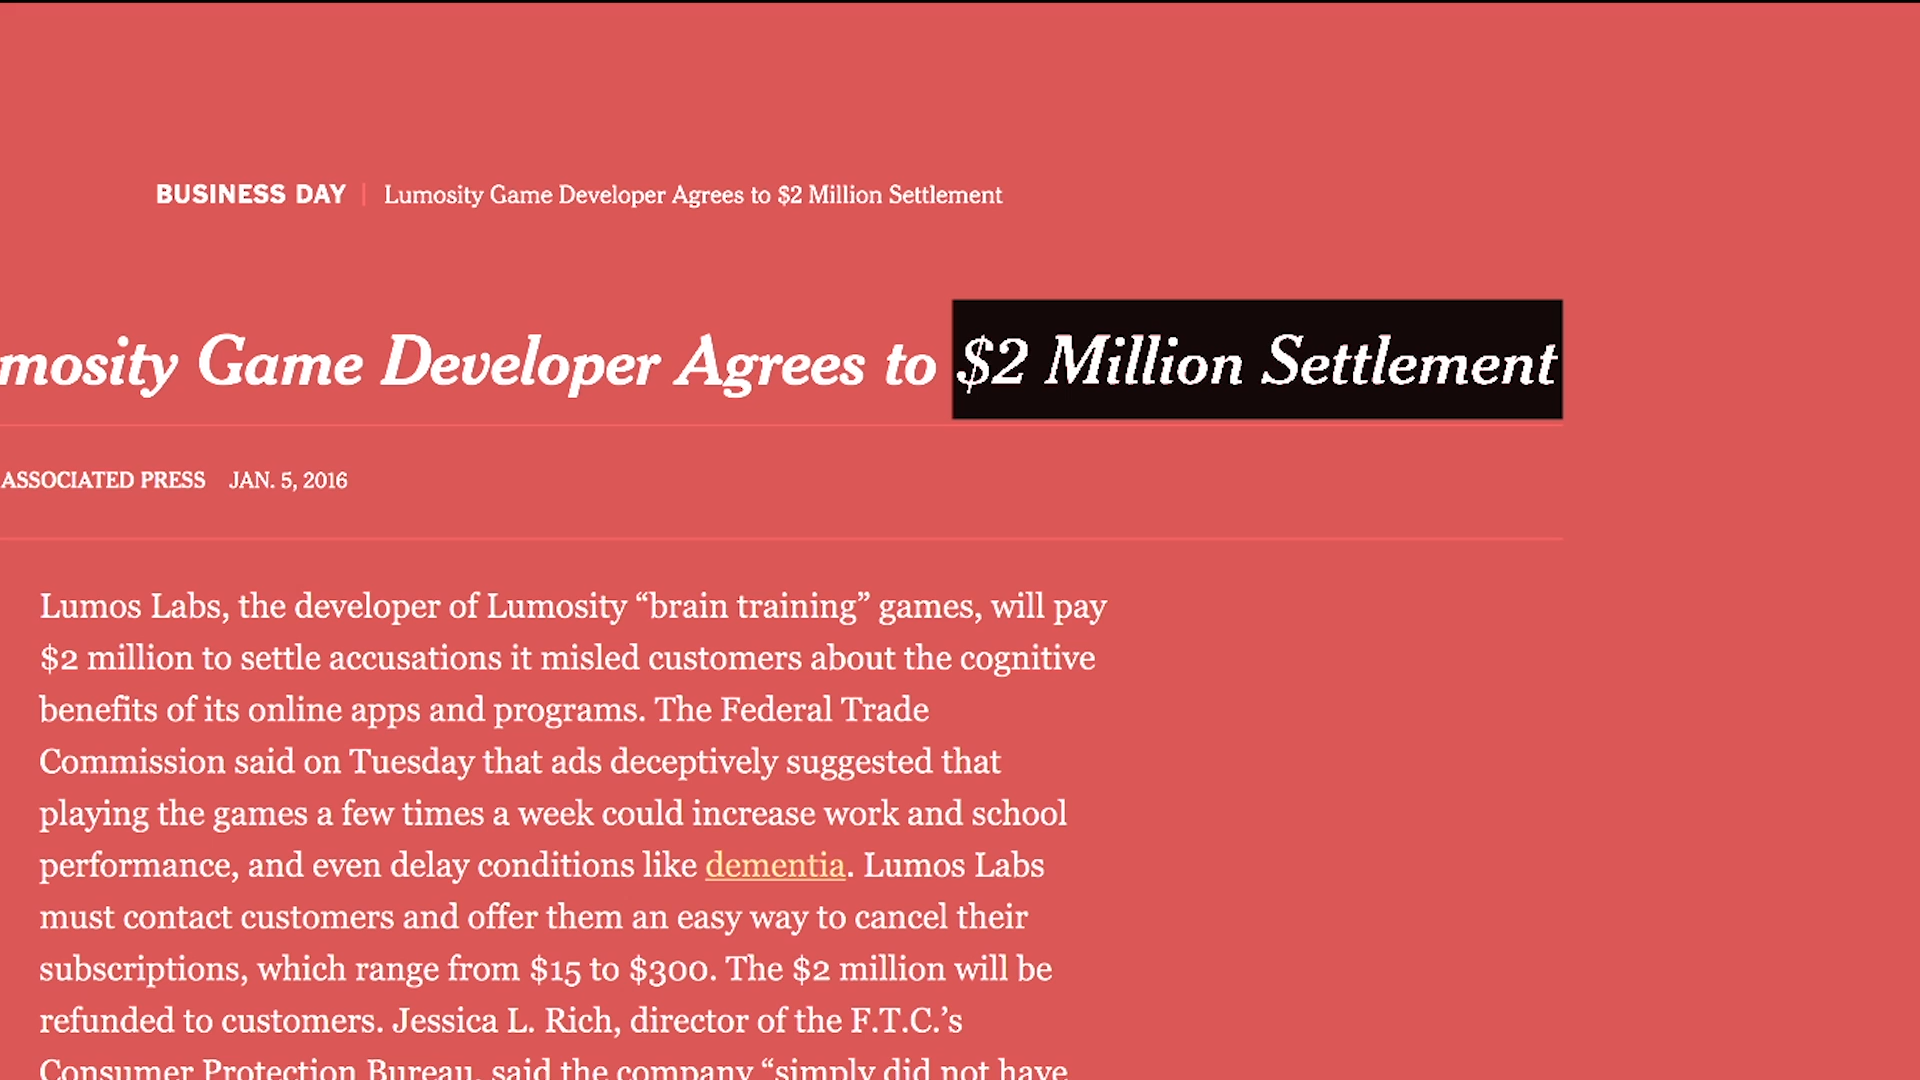 BUSINESS DAY | Lumosity Game Developer Agrees to $2 Million Settlement
mosity Game Developer Agrees to $2 Million Settlement
ASSOCIATED PRESS JAN. 5, 2016
Lumos Labs, the developer of Lumosity “brain training” games, will pay
$2 million to settle accusations it misled customers about the cognitive
benefits of its online apps and programs. The Federal Trade
Commission said on Tuesday that ads deceptively suggested that
playing the games a few times a week could increase work and school
performance, and even delay conditions like dementia. Lumos Labs
must contact customers and offer them an easy way to cancel their
subscriptions, which range from $15 to $300. The $2 million will be
refunded to customers. Jessica L. Rich, director of the F.T.C.’s
Consumer Protection Bureau, said the company “simply did not have